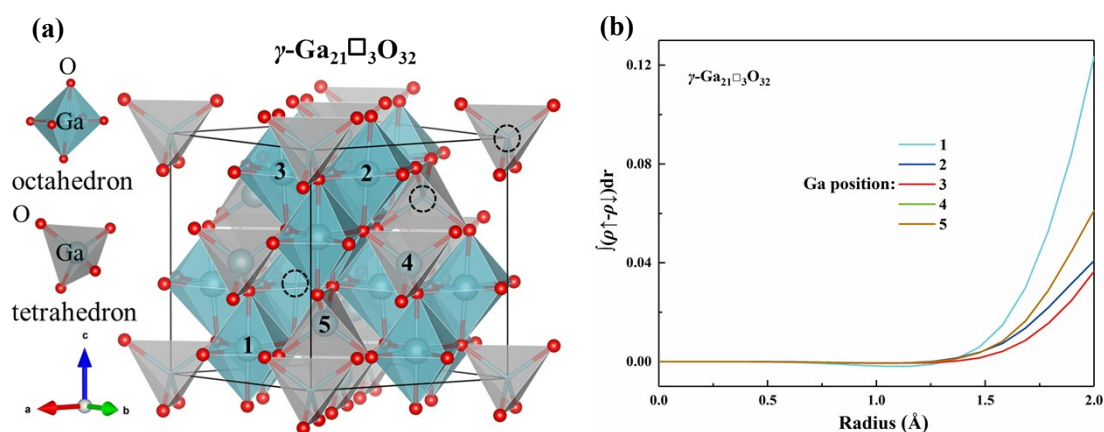 (a)
γ-Ga₂₁□₃O₃₂
O
Ga
octahedron
O
Ga
tetrahedron
3
2
4
5
1
c
a
b
(b)
γ-Ga₂₁□₃O₃₂
0.12
0.08
0.04
0.00
∫(ρ↑-ρ↓)dr
Ga position:
1
2
3
4
5
0.0
0.5
1.0
1.5
2.0
Radius (Å)